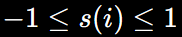 −1 ≤ s(i) ≤ 1